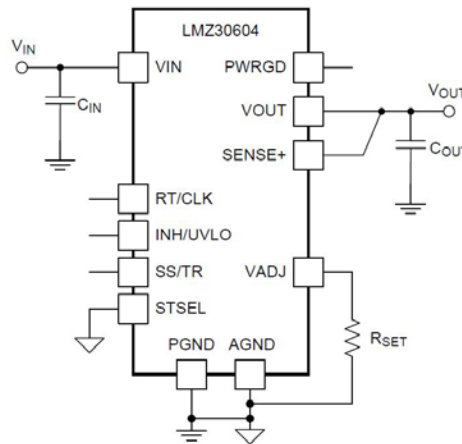 LMZ30604
VIN
VIN
PWRGD
CIN
VOUT
VOUT
SENSE+
COUT
RT/CLK
INH/UVLO
SS/TR
VADJ
STSEL
RSET
PGND
AGND